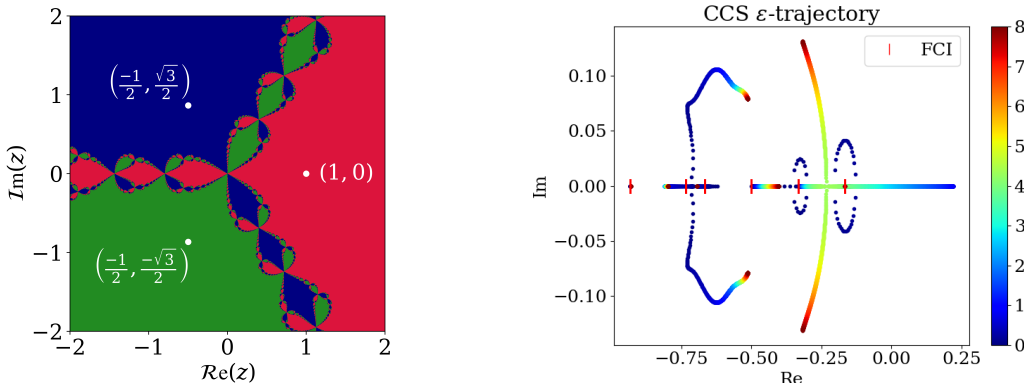 2
1
0
−1
−2
ℐm(z)
(−1/2, √3/2)
(1, 0)
(−1/2, −√3/2)
−2 −1 0 1 2
ℛe(z)
CCS ε-trajectory
FCI
0.10
0.05
0.00
−0.05
−0.10
Im
−0.75 −0.50 −0.25 0.00 0.25
Re
8
7
6
5
4
3
2
1
0